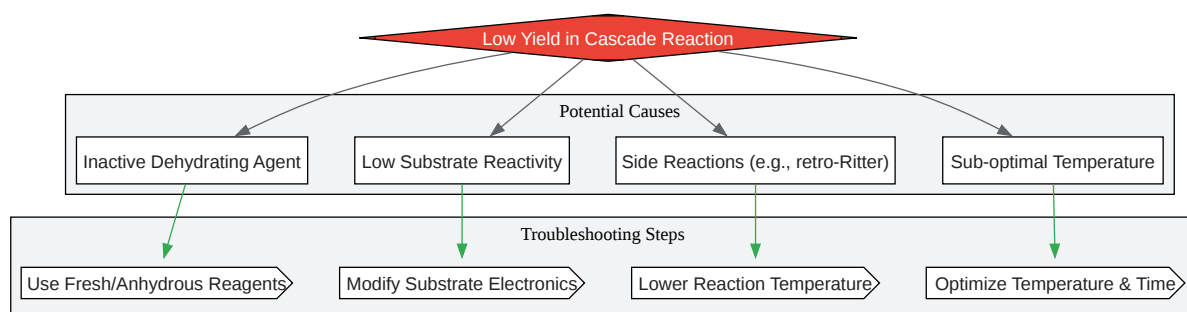 Low Yield in Cascade Reaction
Potential Causes
Inactive Dehydrating Agent
Low Substrate Reactivity
Side Reactions (e.g., retro-Ritter)
Sub-optimal Temperature
Troubleshooting Steps
Use Fresh/Anhydrous Reagents
Modify Substrate Electronics
Lower Reaction Temperature
Optimize Temperature & Time